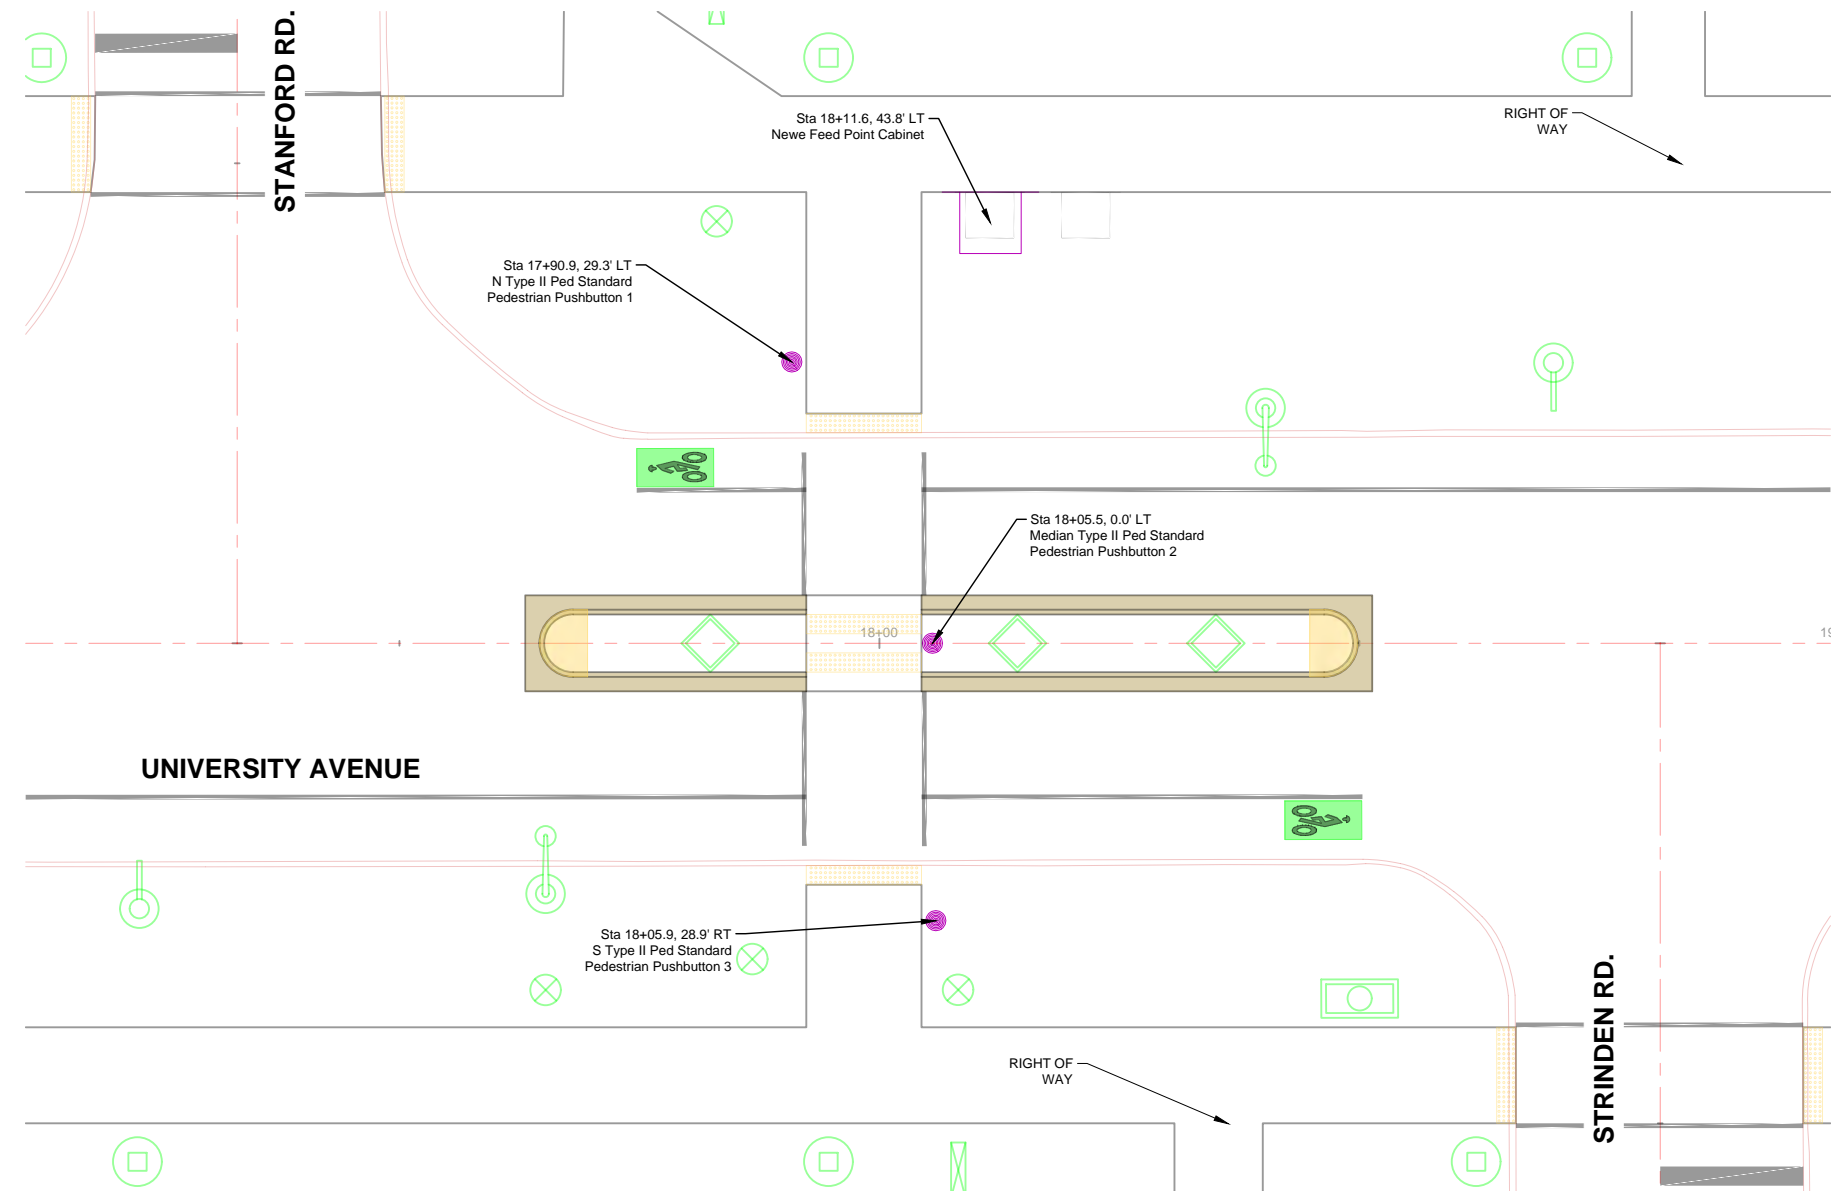 STANFORD RD.
Sta 18+11.6, 43.8' LT
Newe Feed Point Cabinet
RIGHT OF
WAY
Sta 17+90.9, 29.3' LT
N Type II Ped Standard
Pedestrian Pushbutton 1
Sta 18+05.5, 0.0' LT
Median Type II Ped Standard
Pedestrian Pushbutton 2
18+00
19
UNIVERSITY AVENUE
Sta 18+05.9, 28.9' RT
S Type II Ped Standard
Pedestrian Pushbutton 3
STRINDEN RD.
RIGHT OF
WAY